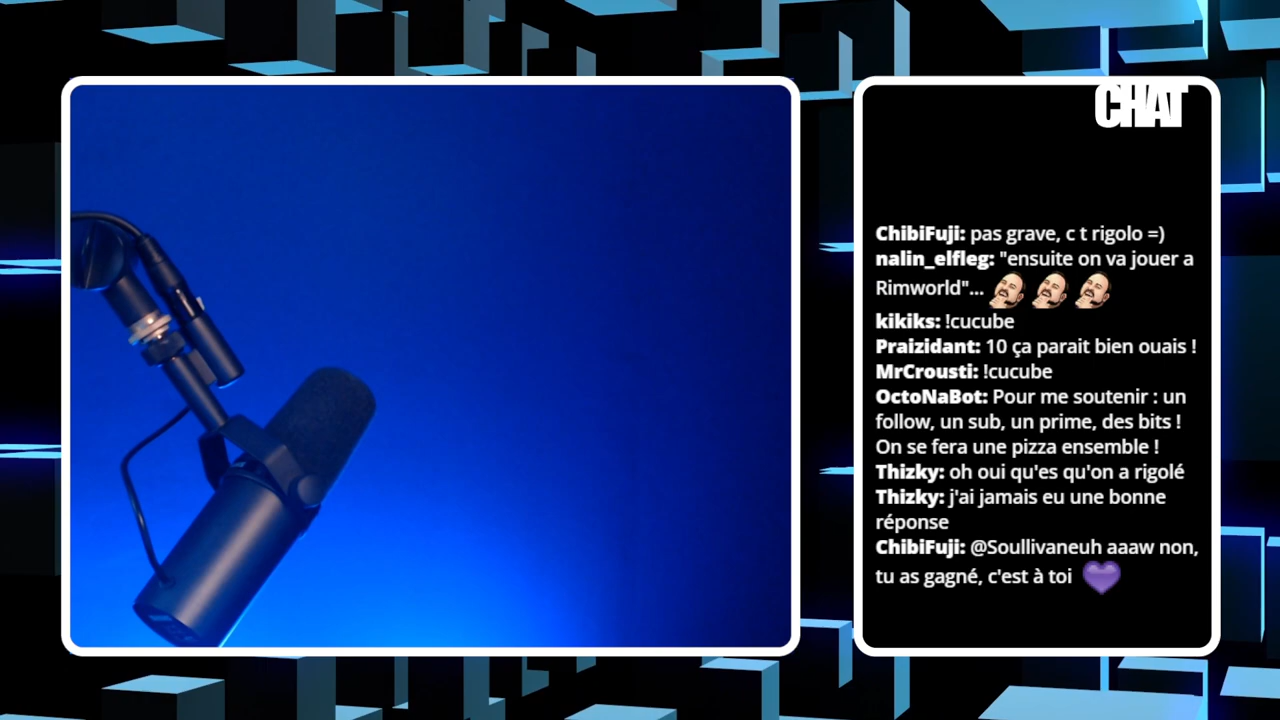 CHAT
ChibiFuji: pas grave, c t rigolo =)
nalin_elfleg: "ensuite on va jouer a
Rimworld"...
kikiks: !cucube
Praizidant: 10 ça parait bien ouais !
MrCrousti: !cucube
OctoNaBot: Pour me soutenir : un
follow, un sub, un prime, des bits !
On se fera une pizza ensemble !
Thizky: oh oui qu'es qu'on a rigolé
Thizky: j'ai jamais eu une bonne
réponse
ChibiFuji: @Soullivaneuh aaaw non,
tu as gagné, c'est à toi